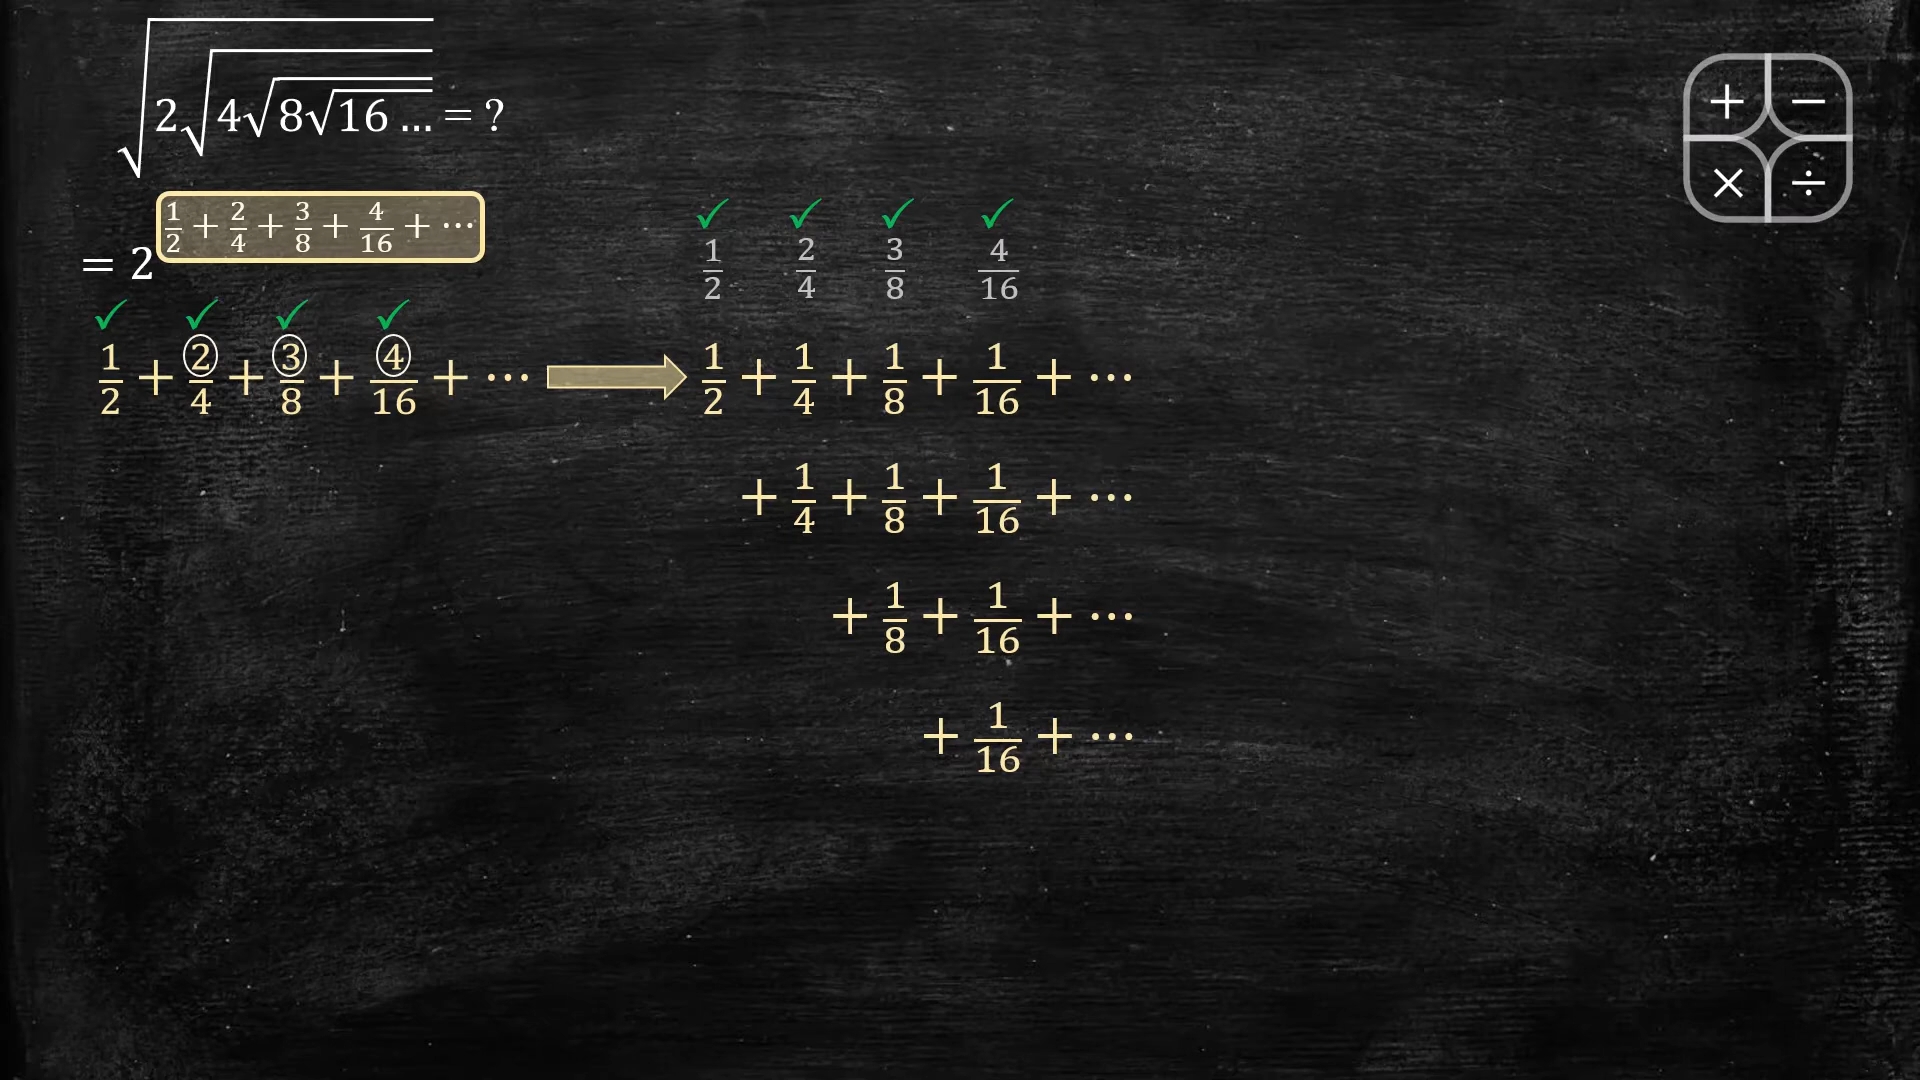 √(2√(4√(8√(16 ...)))) = ?
= 2^(1/2 + 2/4 + 3/8 + 4/16 + ⋯)
✓ ✓ ✓ ✓
1/2 2/4 3/8 4/16
✓ ✓ ✓ ✓
1/2 + 2/4 + 3/8 + 4/16 + ⋯ 1/2 + 1/4 + 1/8 + 1/16 + ⋯
+ 1/4 + 1/8 + 1/16 + ⋯
+ 1/8 + 1/16 + ⋯
+ 1/16 + ⋯
+ −
× ÷